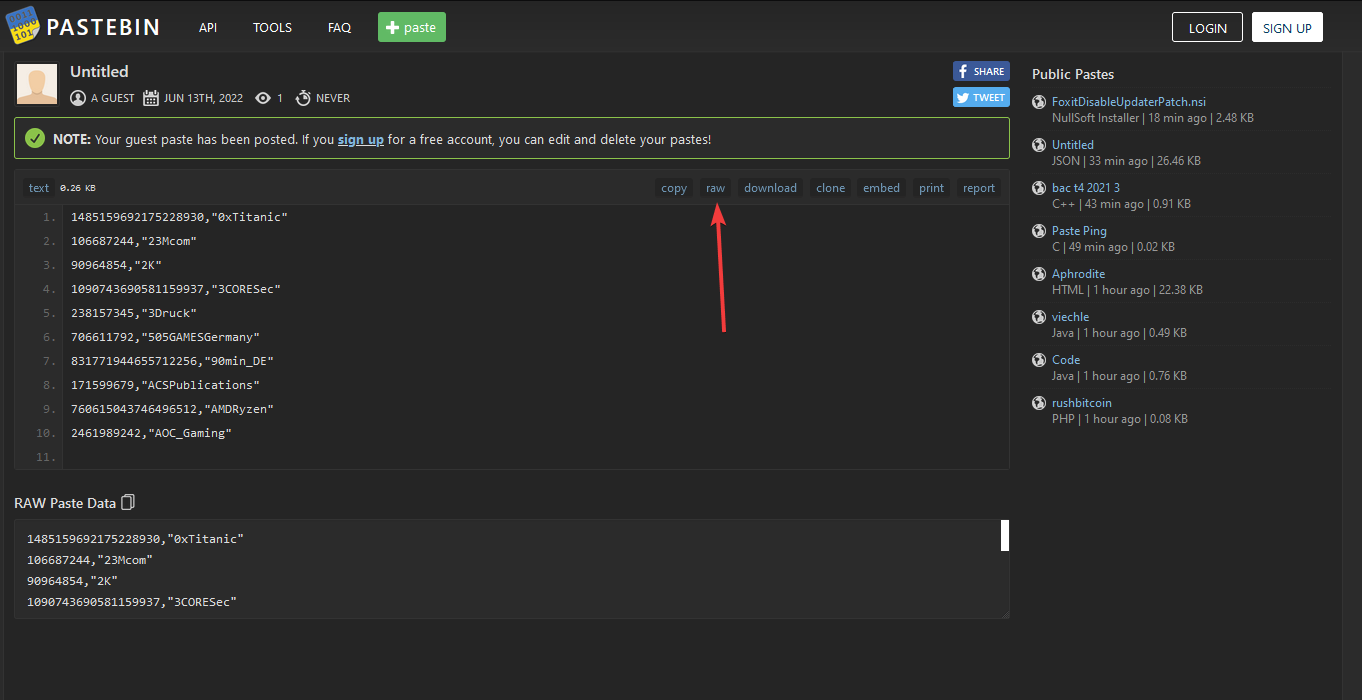 PASTEBIN API TOOLS FAQ + paste LOGIN SIGN UP
Untitled
A GUEST JUN 13TH, 2022 1 NEVER
SHARE
TWEET
NOTE: Your guest paste has been posted. If you sign up for a free account, you can edit and delete your pastes!
text 0.26 KB copy raw download clone embed print report
1. 1485159692175228930,"0xTitanic"
2. 106687244,"23Mcom"
3. 90964854,"2K"
4. 1090743690581159937,"3CORESec"
5. 238157345,"3Druck"
6. 706611792,"505GAMESGermany"
7. 831771944655712256,"90min_DE"
8. 171599679,"ACSPublications"
9. 760615043746496512,"AMDRyzen"
10. 2461989242,"AOC_Gaming"
11.
RAW Paste Data
1485159692175228930,"0xTitanic"
106687244,"23Mcom"
90964854,"2K"
1090743690581159937,"3CORESec"
Public Pastes
FoxitDisableUpdaterPatch.nsi
NullSoft Installer | 18 min ago | 2.48 KB
Untitled
JSON | 33 min ago | 26.46 KB
bac t4 2021 3
C++ | 43 min ago | 0.91 KB
Paste Ping
C | 49 min ago | 0.02 KB
Aphrodite
HTML | 1 hour ago | 22.38 KB
viechle
Java | 1 hour ago | 0.49 KB
Code
Java | 1 hour ago | 0.76 KB
rushbitcoin
PHP | 1 hour ago | 0.08 KB